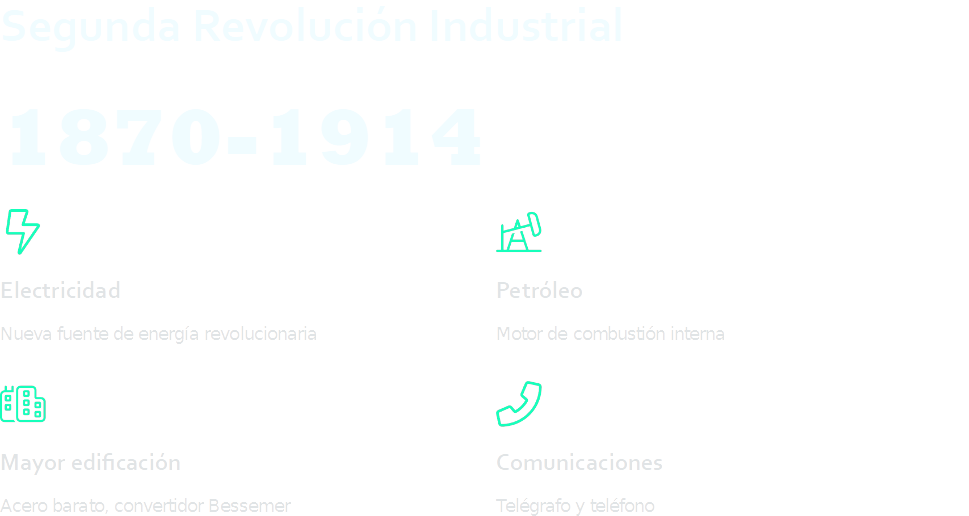 Segunda Revolución Industrial
1870-1914
Electricidad
Nueva fuente de energía revolucionaria
Petróleo
Motor de combustión interna
Mayor edificación
Acero barato, convertidor Bessemer
Comunicaciones
Telégrafo y teléfono